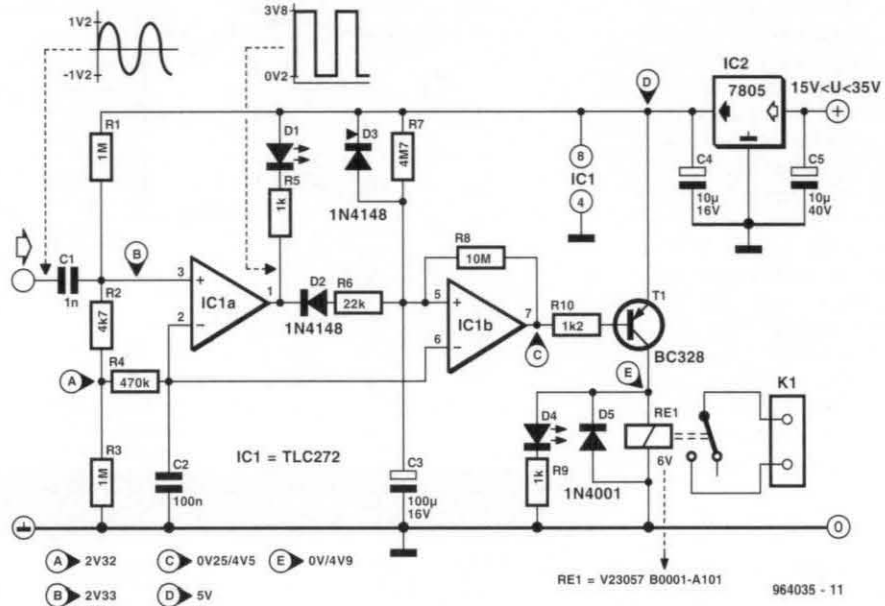 1V2
-1V2
3V8
0V2
D
IC2
7805
15V<U<35V
+
R1
1M
D1
D3
R7
4M7
R5
1k
1N4148
8
IC1
4
C4
10µ
16V
C5
10µ
40V
C1
1n
B
R2
4k7
3
+
2
−
IC1a
1
D2
1N4148
R6
22k
R8
10M
5
+
6
−
IC1b
7
C
R10
1k2
T1
BC328
A
R4
470k
E
K1
R3
1M
C2
100n
IC1 = TLC272
C3
100µ
16V
D4
D5
R9
1k
1N4001
RE1
6V
0
A 2V32
C 0V25/4V5
E 0V/4V9
B 2V33
D 5V
RE1 = V23057 B0001-A101
964035 - 11